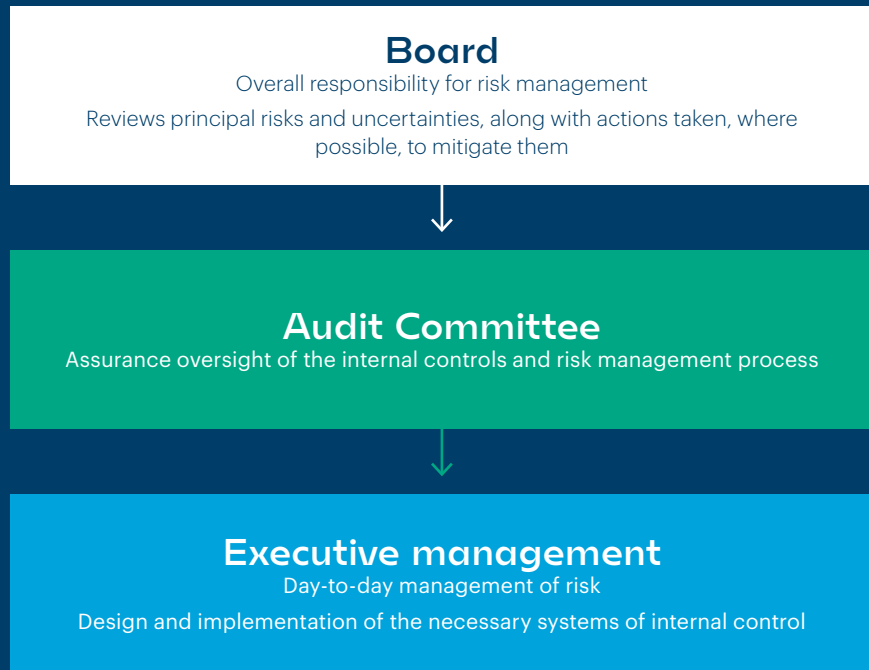 Board
Overall responsibility for risk management
Reviews principal risks and uncertainties, along with actions taken, where
possible, to mitigate them
Audit Committee
Assurance oversight of the internal controls and risk management process
Executive management
Day-to-day management of risk
Design and implementation of the necessary systems of internal control